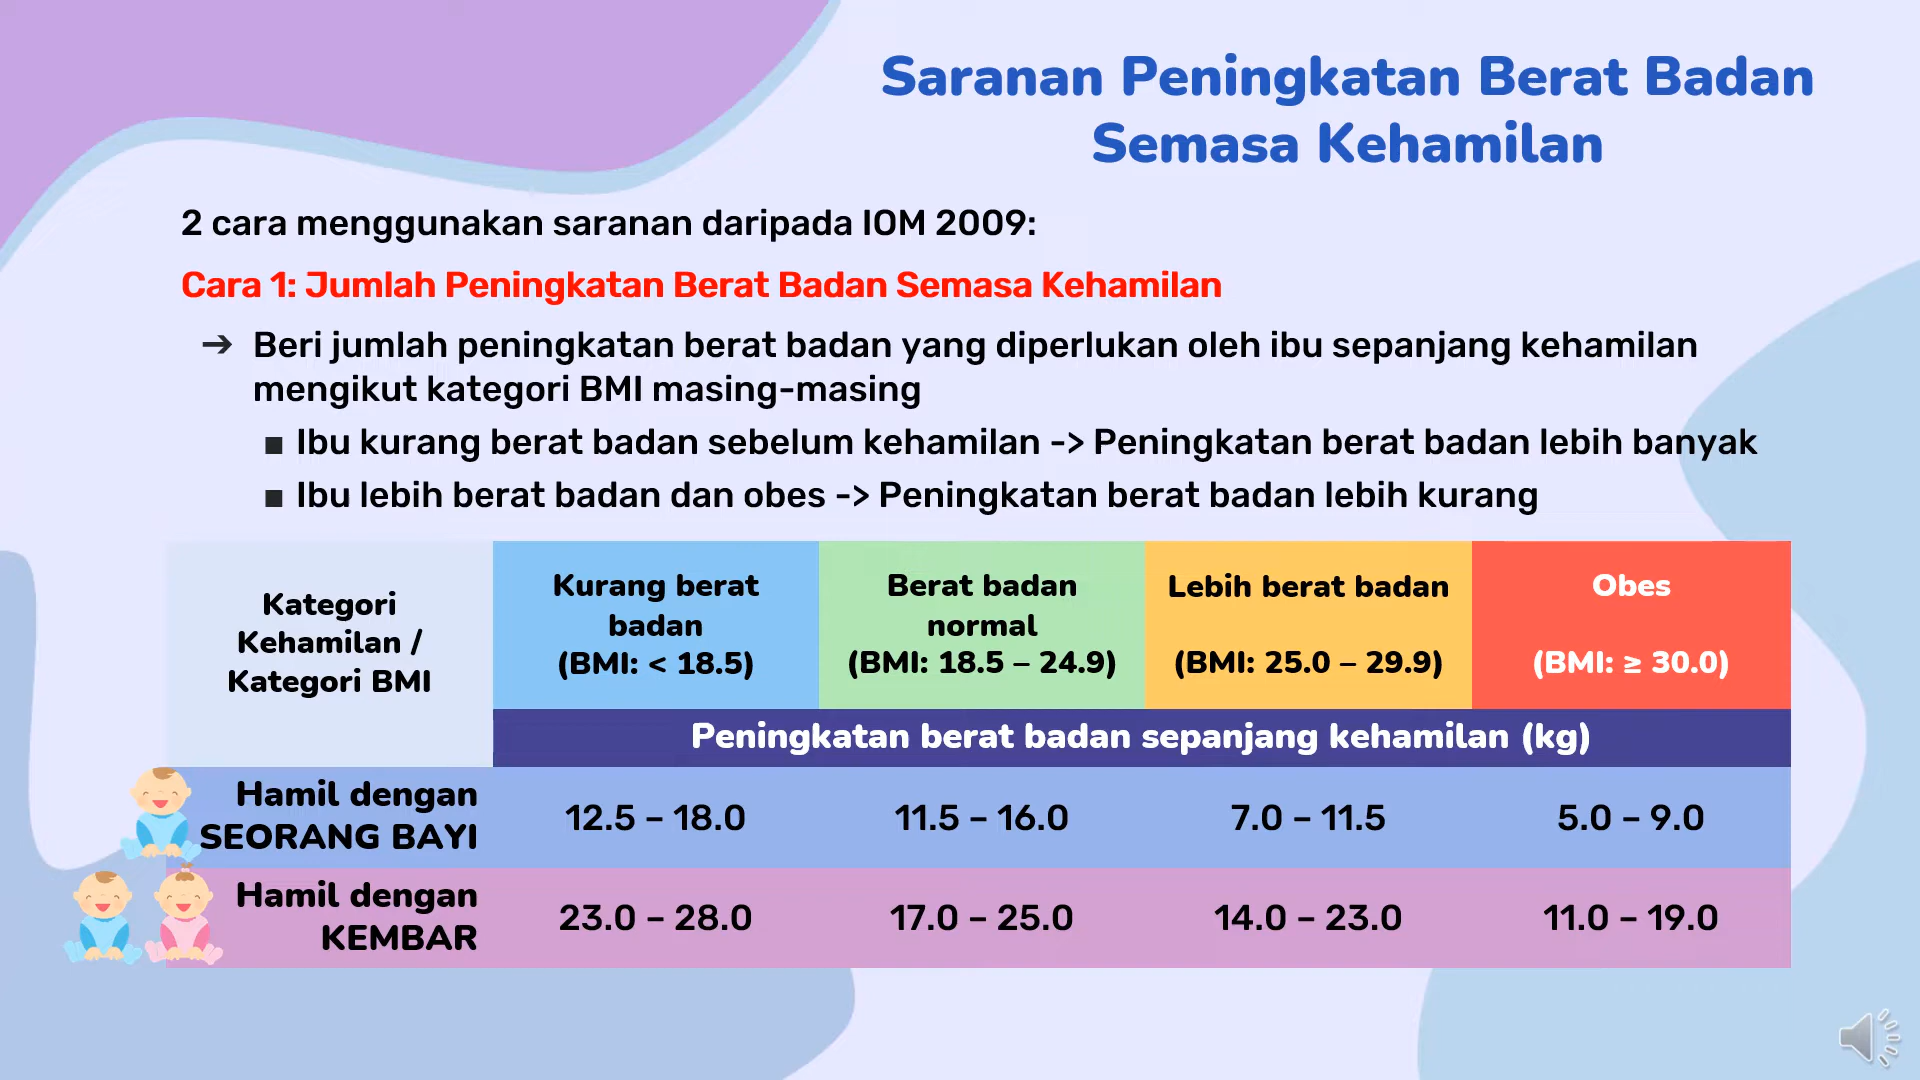 Saranan Peningkatan Berat Badan
Semasa Kehamilan
2 cara menggunakan saranan daripada IOM 2009:
Cara 1: Jumlah Peningkatan Berat Badan Semasa Kehamilan
➔ Beri jumlah peningkatan berat badan yang diperlukan oleh ibu sepanjang kehamilan
mengikut kategori BMI masing-masing
▪ Ibu kurang berat badan sebelum kehamilan -> Peningkatan berat badan lebih banyak
▪ Ibu lebih berat badan dan obes -> Peningkatan berat badan lebih kurang
Kategori
Kehamilan /
Kategori BMI
Kurang berat
badan
(BMI: < 18.5)
Berat badan
normal
(BMI: 18.5 – 24.9)
Lebih berat badan
(BMI: 25.0 – 29.9)
Obes
(BMI: ≥ 30.0)
Peningkatan berat badan sepanjang kehamilan (kg)
Hamil dengan
SEORANG BAYI
12.5 – 18.0
11.5 – 16.0
7.0 – 11.5
5.0 – 9.0
Hamil dengan
KEMBAR
23.0 – 28.0
17.0 – 25.0
14.0 – 23.0
11.0 – 19.0